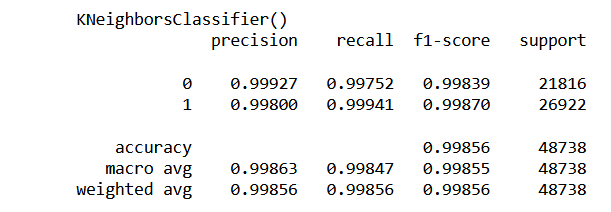 KNeighborsClassifier()
precision recall f1-score support
0 0.99927 0.99752 0.99839 21816
1 0.99800 0.99941 0.99870 26922
accuracy 0.99856 48738
macro avg 0.99863 0.99847 0.99855 48738
weighted avg 0.99856 0.99856 0.99856 48738